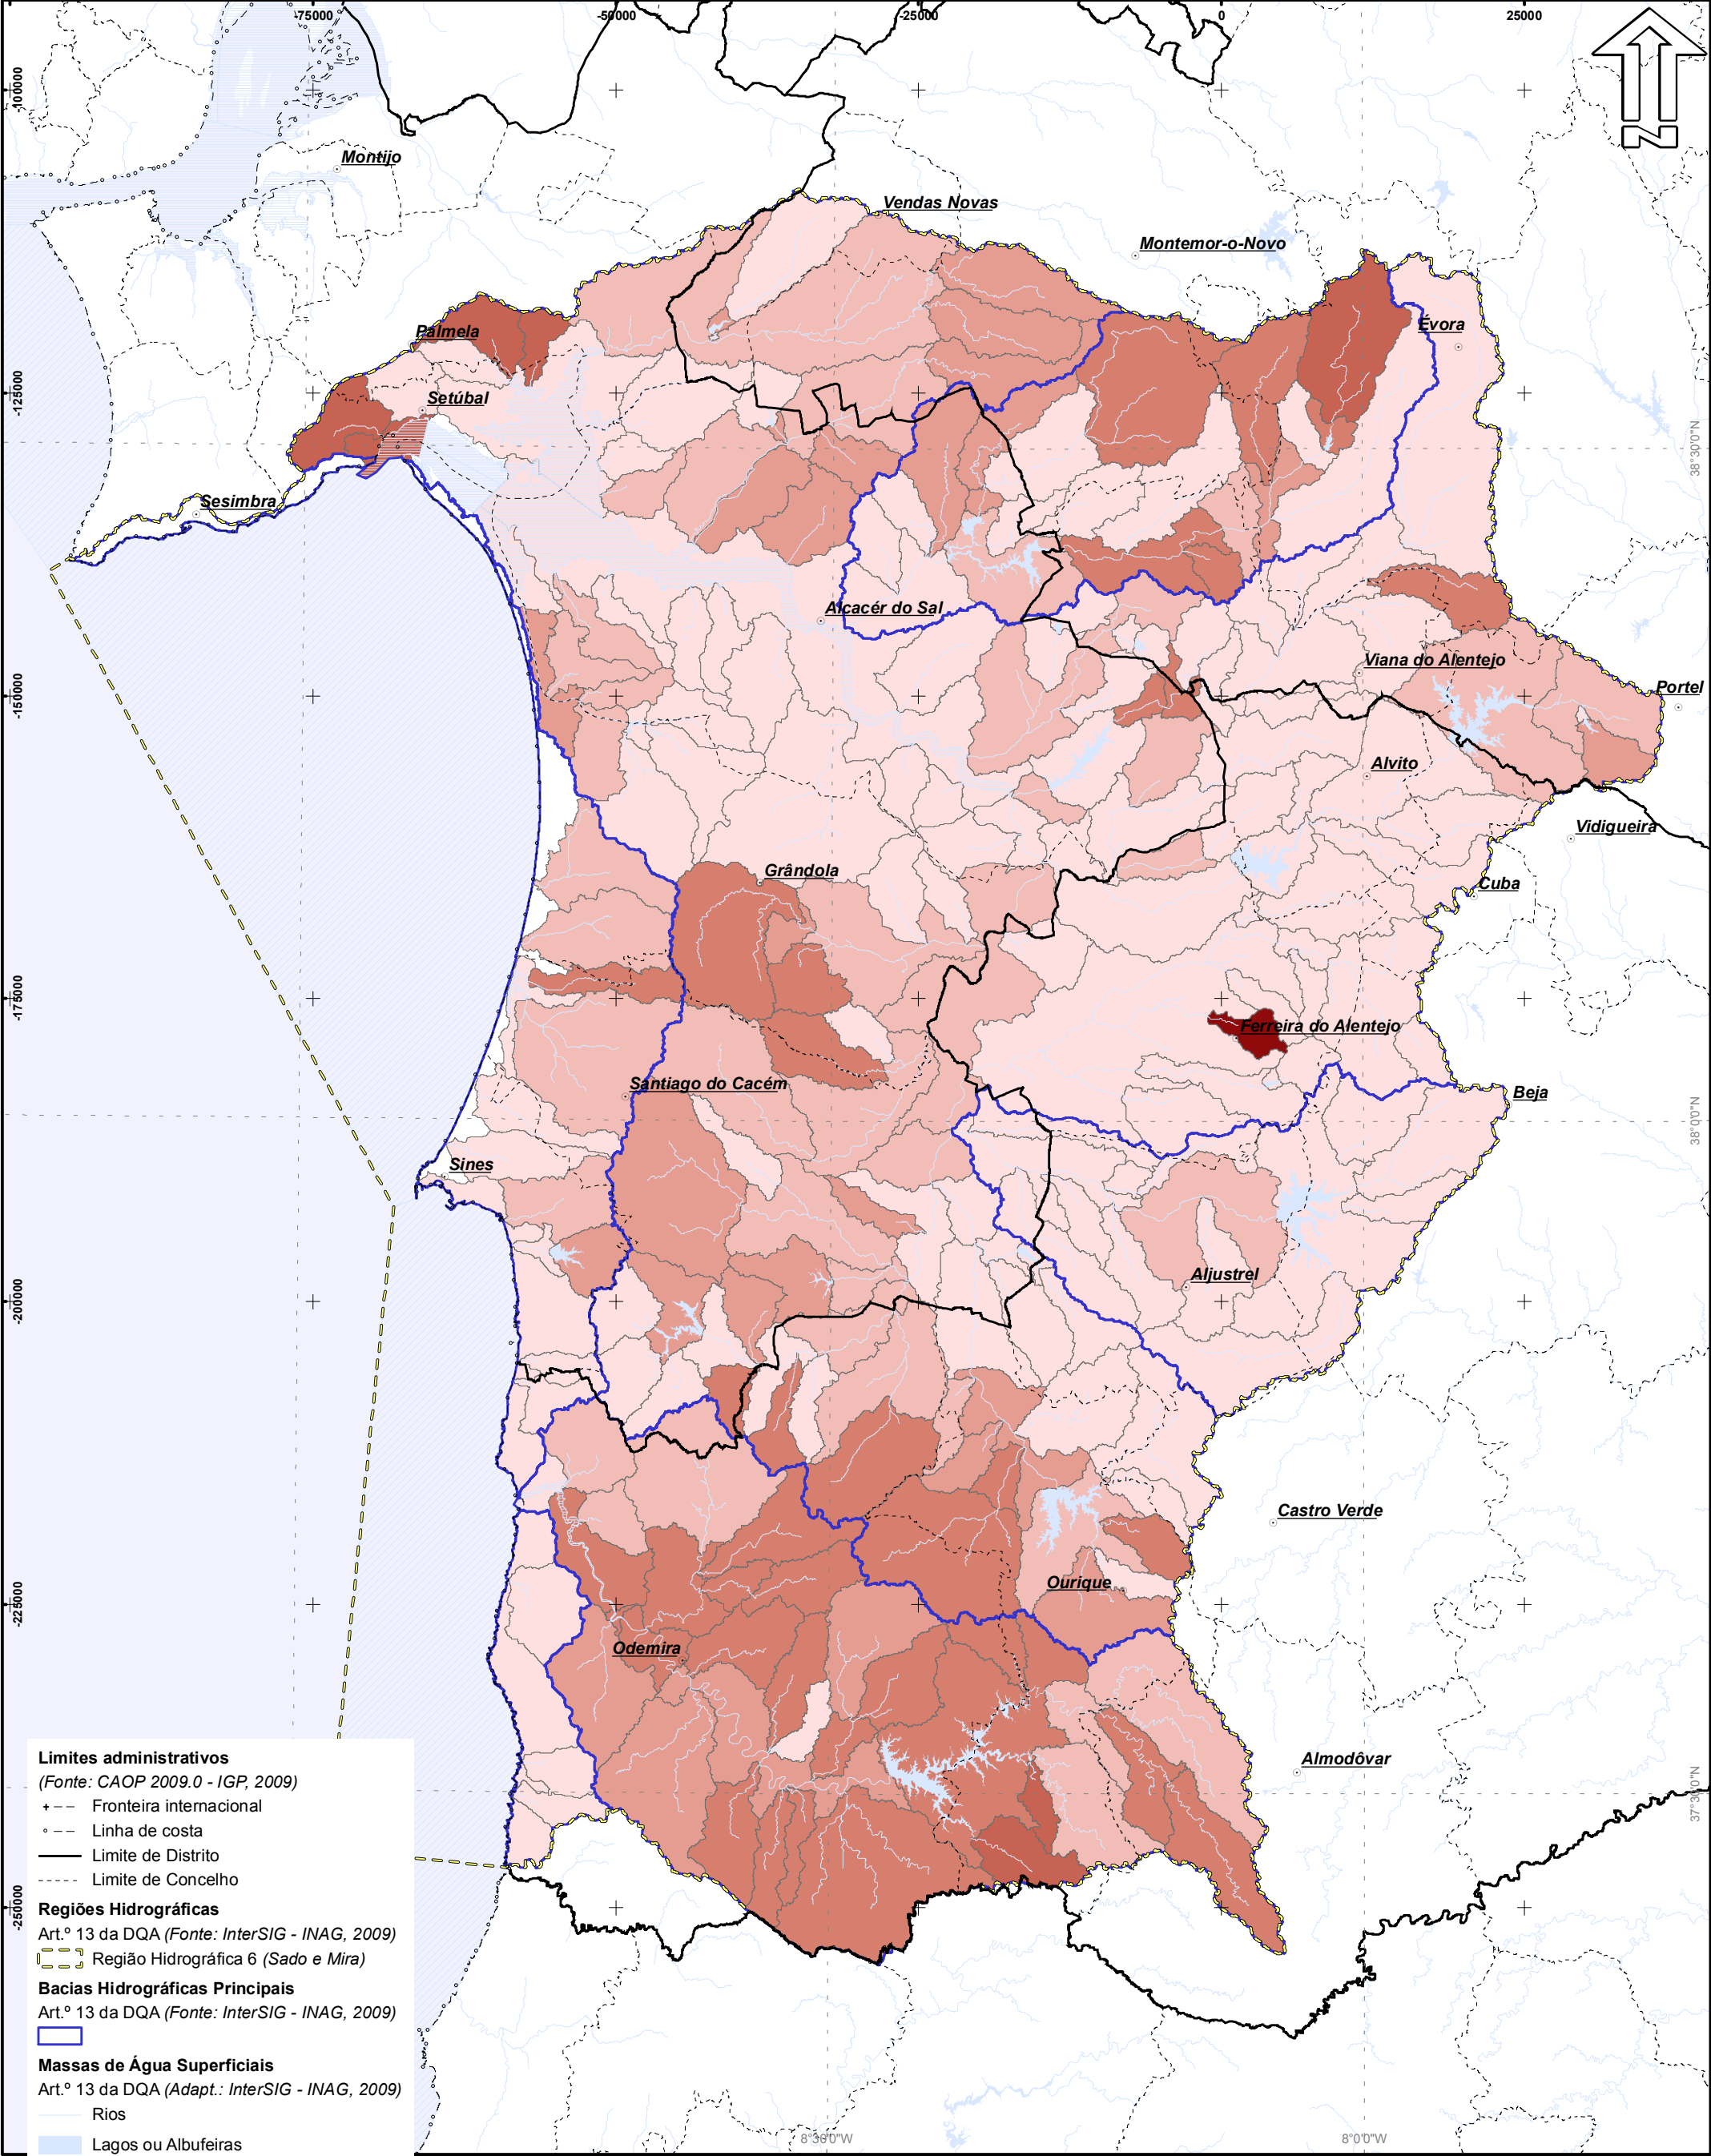 -75000
-50000
-25000
0
25000
N
-100000
Montijo
Vendas Novas
Montemor-o-Novo
Palmela
Évora
-125000
Setúbal
38°30'0"N
Sesimbra
Alcacér do Sal
Viana do Alentejo
-150000
Portel
Alvito
Vidigueira
Grândola
Cuba
-175000
Ferreira do Alentejo
Santiago do Cacém
Beja
38°0'0"N
Sines
Aljustrel
-200000
Castro Verde
Ourique
-225000
Odemira
Almodôvar
37°30'0"N
-250000
Limites administrativos
(Fonte: CAOP 2009.0 - IGP, 2009)
Fronteira internacional
Linha de costa
Limite de Distrito
Limite de Concelho
Regiões Hidrográficas
Art.º 13 da DQA (Fonte: InterSIG - INAG, 2009)
Região Hidrográfica 6 (Sado e Mira)
Bacias Hidrográficas Principais
Art.º 13 da DQA (Fonte: InterSIG - INAG, 2009)
Massas de Água Superficiais
Art.º 13 da DQA (Adapt.: InterSIG - INAG, 2009)
Rios
Lagos ou Albufeiras
8°30'0"W
8°0'0"W